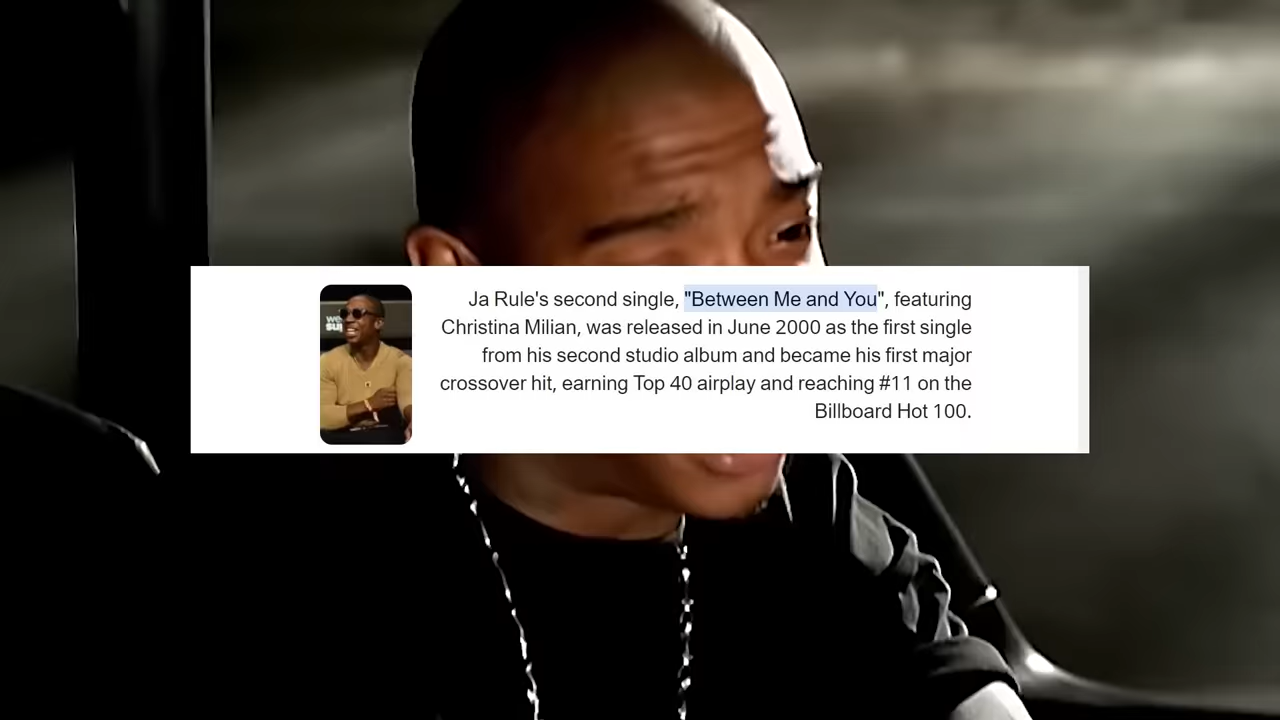 Ja Rule's second single, "Between Me and You", featuring
Christina Milian, was released in June 2000 as the first single
from his second studio album and became his first major
crossover hit, earning Top 40 airplay and reaching #11 on the
Billboard Hot 100.